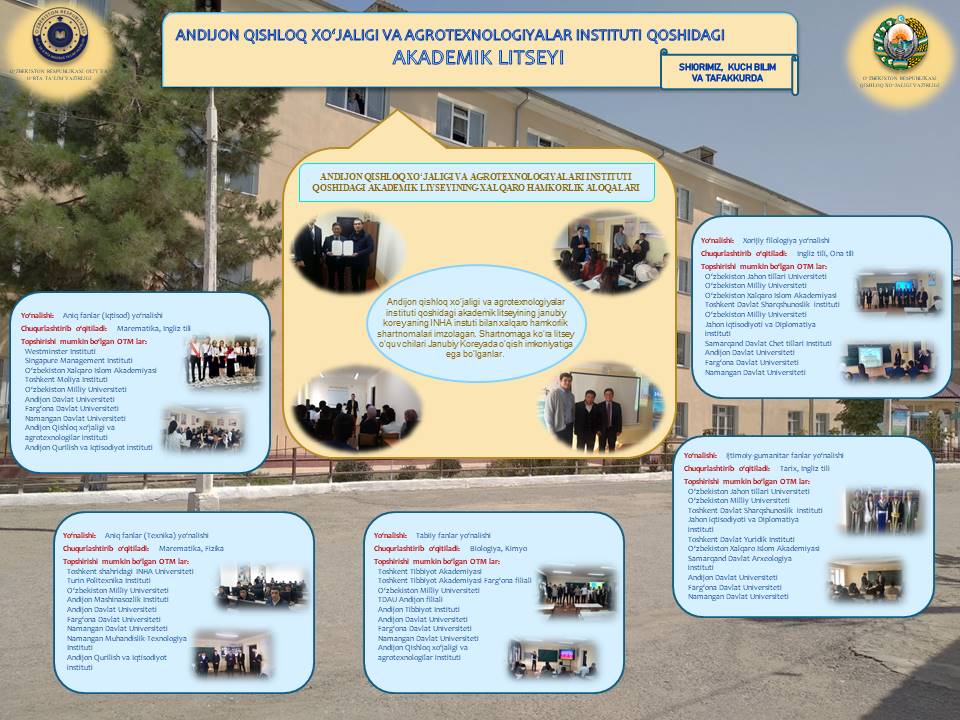 ANDIJON QISHLOQ XO‘JALIGI VA AGROTEXNOLOGIYALAR INSTITUTI QOSHIDAGI
AKADEMIK LITSEYI
SHIORIMIZ, KUCH BILIM
VA TAFAKKURDA
O‘ZBEKISTON RESPUBLIKASI OLIY VA
O‘RTA TA’LIM VAZIRLIGI
O‘ZBEKISTON RESPUBLIKASI
QISHLOQ XO‘JALIGI VAZIRLIGI
ANDIJON QISHLOQ XO‘JALIGI VA AGROTEXNOLOGIYALARI INSTITUTI
QOSHIDAGI AKADEMIK LIYSEYINING XALQARO HAMKORLIK ALOQALARI
Andijon qishloq xo’jaligi va agrotexnologiyalar
instituti qoshidagi akademik litseyining janubiy
koreyaning INHA instuti bilan xalqaro hamkorlik
shartnomalari imzolagan. Shartnomaga ko’ra litsey
o’quvchilari Janubiy Koreyada o’qish imkoniyatiga
ega bo’lganlar.
Yo‘nalishi: Aniq fanlar (Iqtisod) yo‘nalishi
Chuqurlashtirib o‘qitiladi: Marematika, Ingliz tili
Topshirishi mumkin bo‘lgan OTM lar:
Westminster Instituti
Singapure Management Instituti
O‘zbekiston Xalqaro Islom Akademiyasi
Toshkent Moliya Instituti
O‘zbekiston Milliy Universiteti
Andijon Davlat Universiteti
Farg‘ona Davlat Universiteti
Namangan Davlat Universiteti
Andijon Qishloq xo‘jaligi va
agrotexnologilar Instituti
Andijon Qurilish va Iqtisodiyot Instituti
Yo‘nalishi: Xorijiy filologiya yo‘nalishi
Chuqurlashtirib o‘qitiladi: Ingliz tili, Ona tili
Topshirishi mumkin bo‘lgan OTM lar:
O‘zbekiston Jahon tillari Universiteti
O‘zbekiston Milliy Universiteti
O‘zbekiston Xalqaro Islom Akademiyasi
Toshkent Davlat Sharqshunoslik Instituti
O‘zbekiston Milliy Universiteti
Jahon Iqtisodiyoti va Diplomatiya
Instituti
Samarqand Davlat Chet tillari Instituti
Andijon Davlat Universiteti
Farg‘ona Davlat Universiteti
Namangan Davlat Universiteti
Yo‘nalishi: Ijtimoiy gumanitar fanlar yo‘nalishi
Chuqurlashtirib o‘qitiladi: Tarix, Ingliz tili
Topshirishi mumkin bo‘lgan OTM lar:
O‘zbekiston Jahon tillari Universiteti
O‘zbekiston Milliy Universiteti
Toshkent Davlat Sharqshunoslik Instituti
Jahon Iqtisodiyoti va Diplomatiya
Instituti
Toshkent Davlat Yuridik Instituti
O‘zbekiston Xalqaro Islom Akademiyasi
Samarqand Davlat Arxeologiya
Instituti
Andijon Davlat Universiteti
Farg‘ona Davlat Universiteti
Namangan Davlat Universiteti
Yo‘nalishi: Aniq fanlar (Texnika) yo‘nalishi
Chuqurlashtirib o‘qitiladi: Marematika, Fizika
Topshirishi mumkin bo‘lgan OTM lar:
Toshkent shahridagi INHA Universiteti
Turin Politexnika Instituti
O‘zbekiston Milliy Universiteti
Andijon Mashinasozlik Instituti
Andijon Davlat Universiteti
Farg‘ona Davlat Universiteti
Namangan Davlat Universiteti
Namangan Muhandislik Texnologiya
Instituti
Andijon Qurilish va Iqtisodiyot
Instituti
Yo‘nalishi: Tabiiy fanlar yo‘nalishi
Chuqurlashtirib o‘qitiladi: Biologiya, Kimyo
Topshirishi mumkin bo‘lgan OTM lar:
Toshkent Tibbiyot Akademiyasi
Toshkent Tibbiyot Akademiyasi Farg‘ona filiali
O‘zbekiston Milliy Universiteti
TDAU Andijon filiali
Andijon Tibbiyot Instituti
Andijon Davlat Universiteti
Farg‘ona Davlat Universiteti
Namangan Davlat Universiteti
Andijon Qishloq xo‘jaligi va
agrotexnologilar Instituti